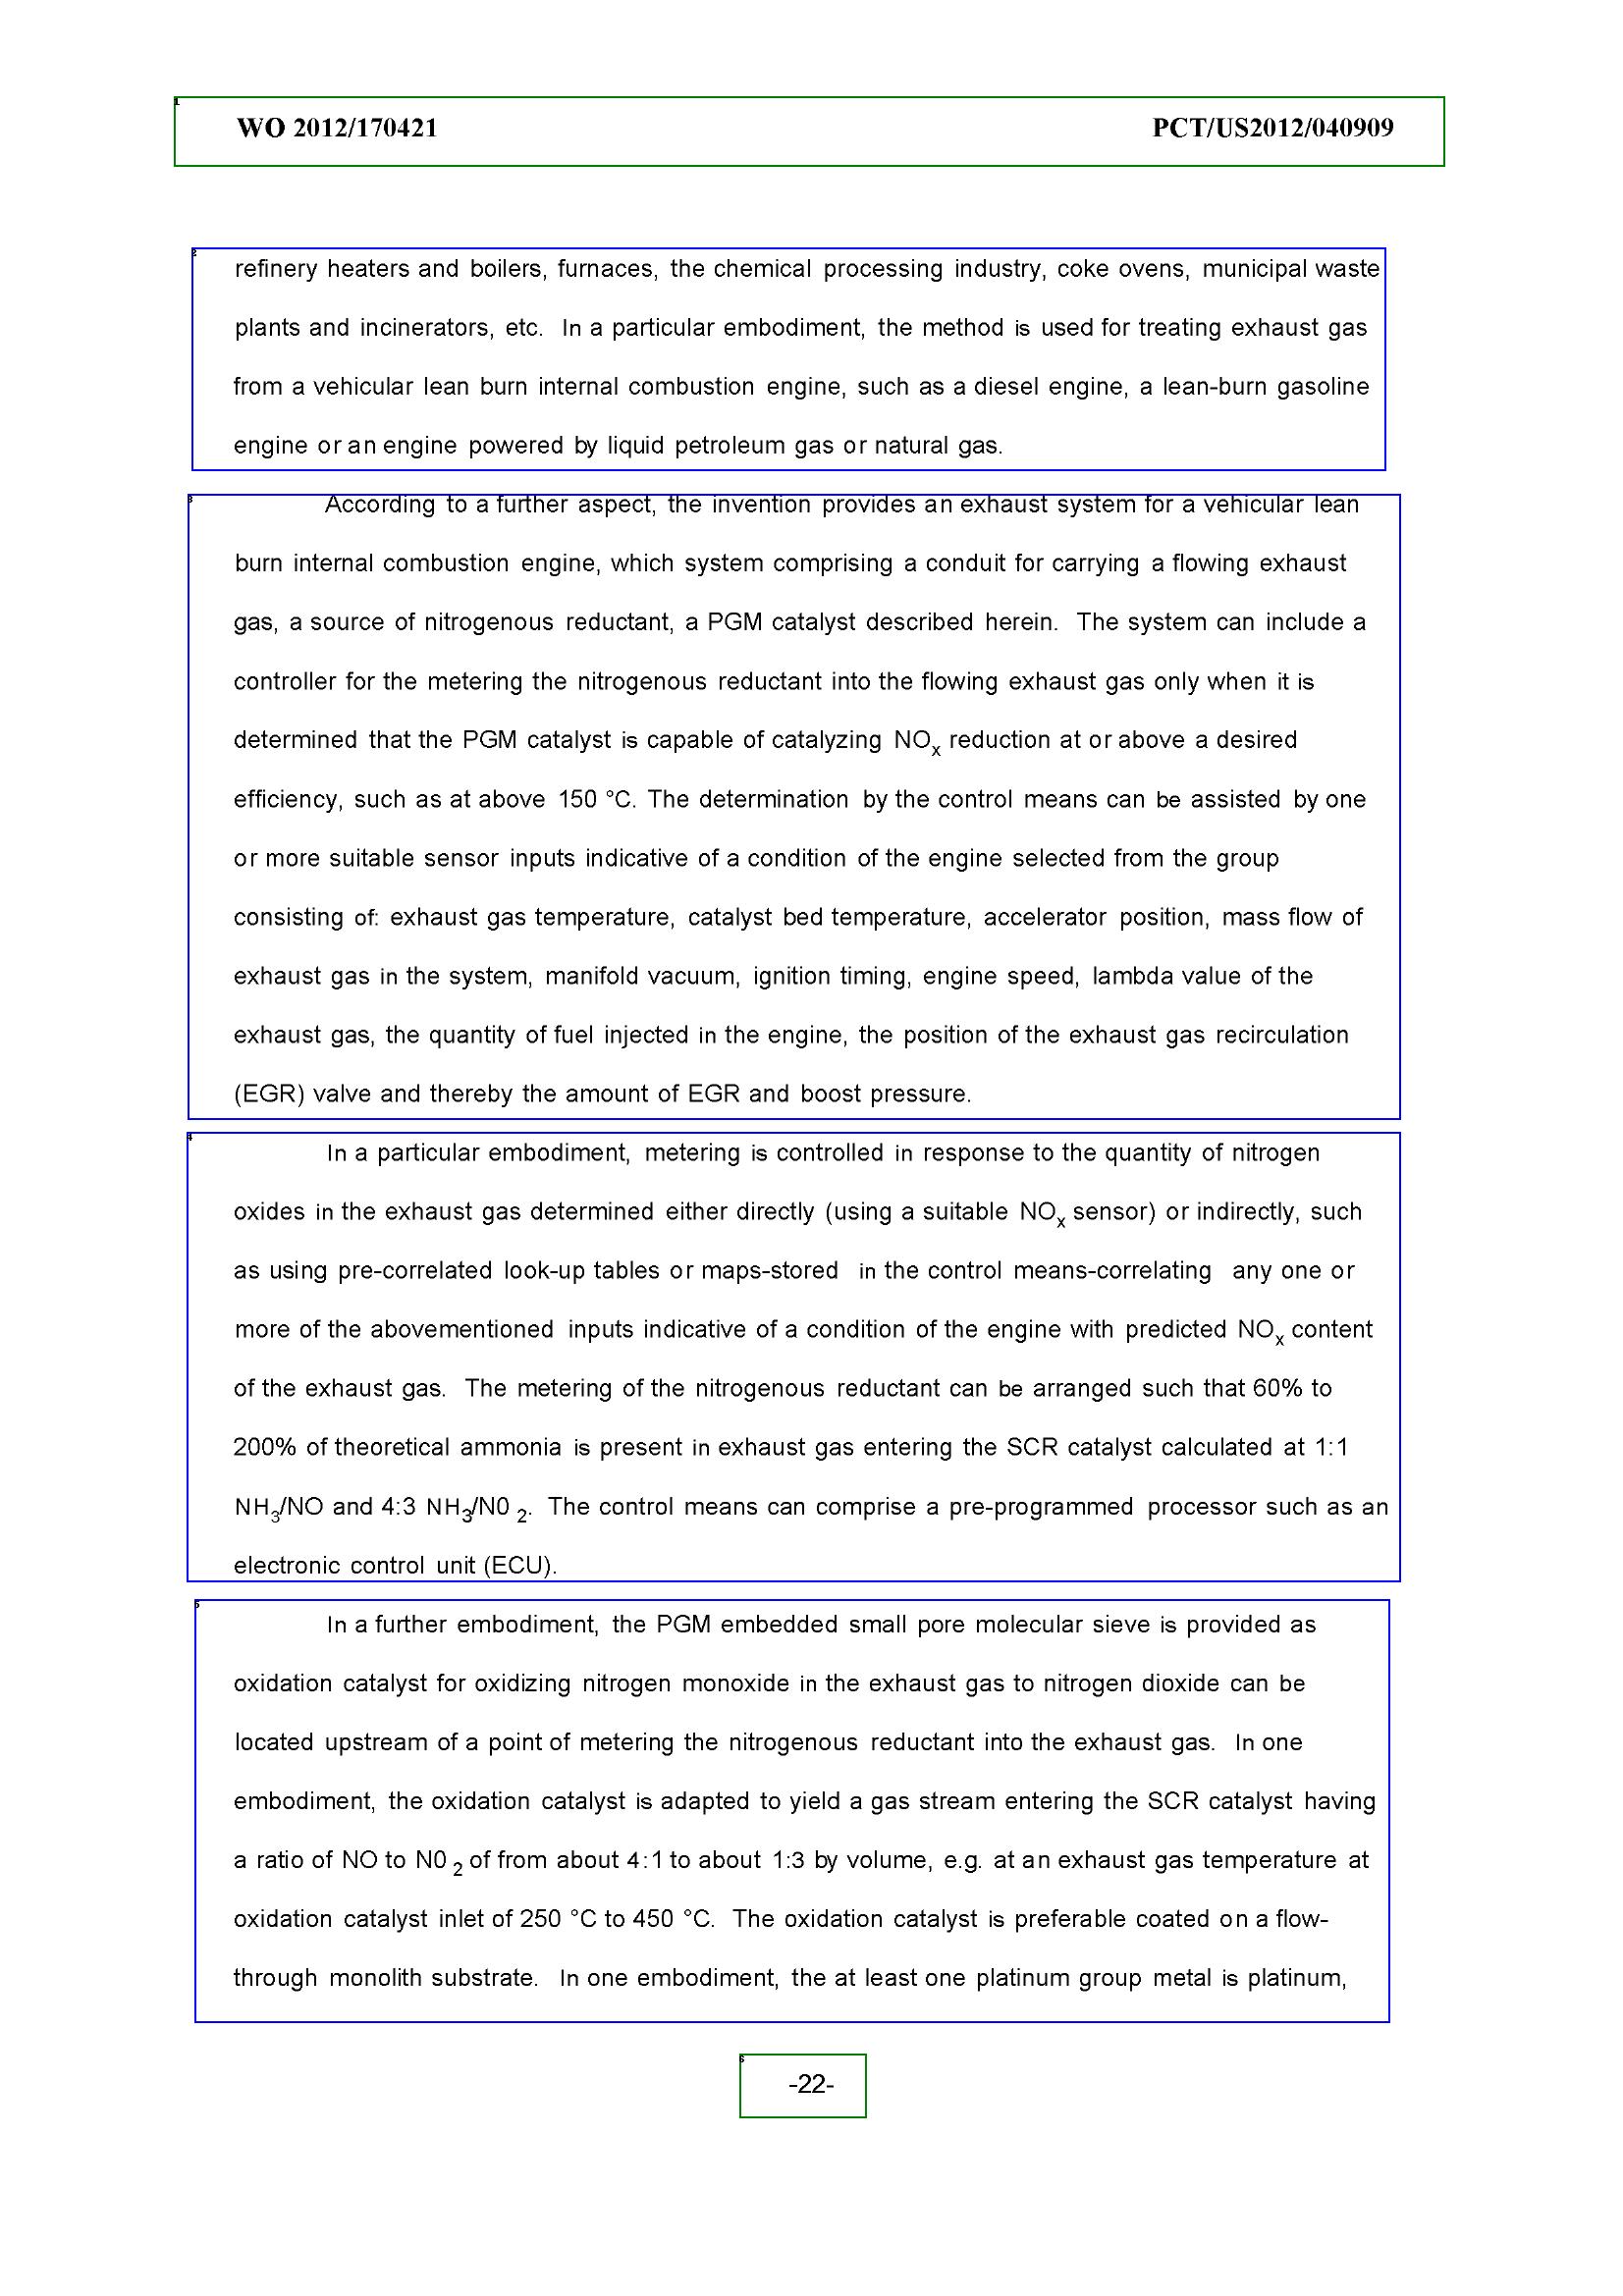 WO 2012/170421 PCT/US2012/040909
refinery heaters and boilers, furnaces, the chemical processing industry, coke ovens, municipal waste
plants and incinerators, etc. In a particular embodiment, the method is used for treating exhaust gas
from a vehicular lean burn internal combustion engine, such as a diesel engine, a lean-burn gasoline
engine or an engine powered by liquid petroleum gas or natural gas.
According to a further aspect, the invention provides an exhaust system for a vehicular lean
burn internal combustion engine, which system comprising a conduit for carrying a flowing exhaust
gas, a source of nitrogenous reductant, a PGM catalyst described herein. The system can include a
controller for the metering the nitrogenous reductant into the flowing exhaust gas only when it is
determined that the PGM catalyst is capable of catalyzing NOx reduction at or above a desired
efficiency, such as at above 150 °C. The determination by the control means can be assisted by one
or more suitable sensor inputs indicative of a condition of the engine selected from the group
consisting of: exhaust gas temperature, catalyst bed temperature, accelerator position, mass flow of
exhaust gas in the system, manifold vacuum, ignition timing, engine speed, lambda value of the
exhaust gas, the quantity of fuel injected in the engine, the position of the exhaust gas recirculation
(EGR) valve and thereby the amount of EGR and boost pressure.
In a particular embodiment, metering is controlled in response to the quantity of nitrogen
oxides in the exhaust gas determined either directly (using a suitable NOx sensor) or indirectly, such
as using pre-correlated look-up tables or maps-stored in the control means-correlating any one or
more of the abovementioned inputs indicative of a condition of the engine with predicted NOx content
of the exhaust gas. The metering of the nitrogenous reductant can be arranged such that 60% to
200% of theoretical ammonia is present in exhaust gas entering the SCR catalyst calculated at 1:1
NH3/NO and 4:3 NH3/N0 2. The control means can comprise a pre-programmed processor such as an
electronic control unit (ECU).
In a further embodiment, the PGM embedded small pore molecular sieve is provided as
oxidation catalyst for oxidizing nitrogen monoxide in the exhaust gas to nitrogen dioxide can be
located upstream of a point of metering the nitrogenous reductant into the exhaust gas. In one
embodiment, the oxidation catalyst is adapted to yield a gas stream entering the SCR catalyst having
a ratio of NO to N0 2 of from about 4:1 to about 1:3 by volume, e.g. at an exhaust gas temperature at
oxidation catalyst inlet of 250 °C to 450 °C. The oxidation catalyst is preferable coated on a flow-
through monolith substrate. In one embodiment, the at least one platinum group metal is platinum,
-22-